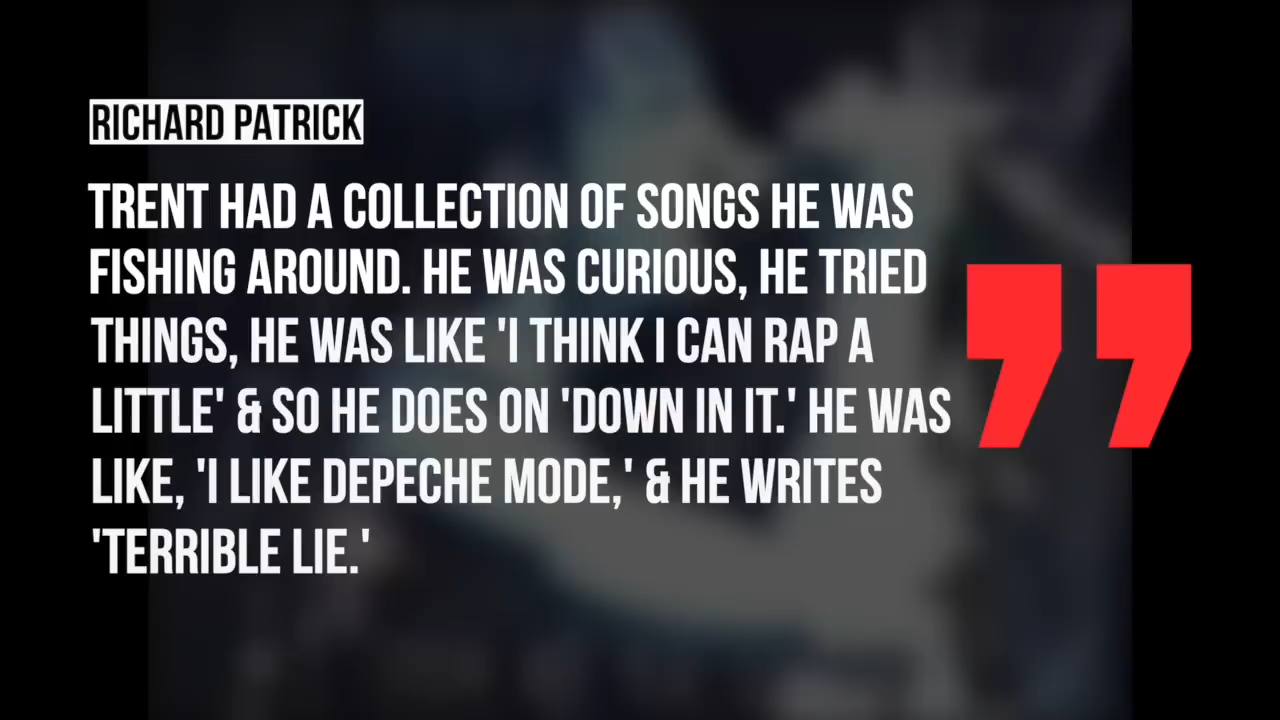 RICHARD PATRICK
TRENT HAD A COLLECTION OF SONGS HE WAS
FISHING AROUND. HE WAS CURIOUS, HE TRIED
THINGS, HE WAS LIKE 'I THINK I CAN RAP A
LITTLE' & SO HE DOES ON 'DOWN IN IT.' HE WAS
LIKE, 'I LIKE DEPECHE MODE,' & HE WRITES
'TERRIBLE LIE.'
”